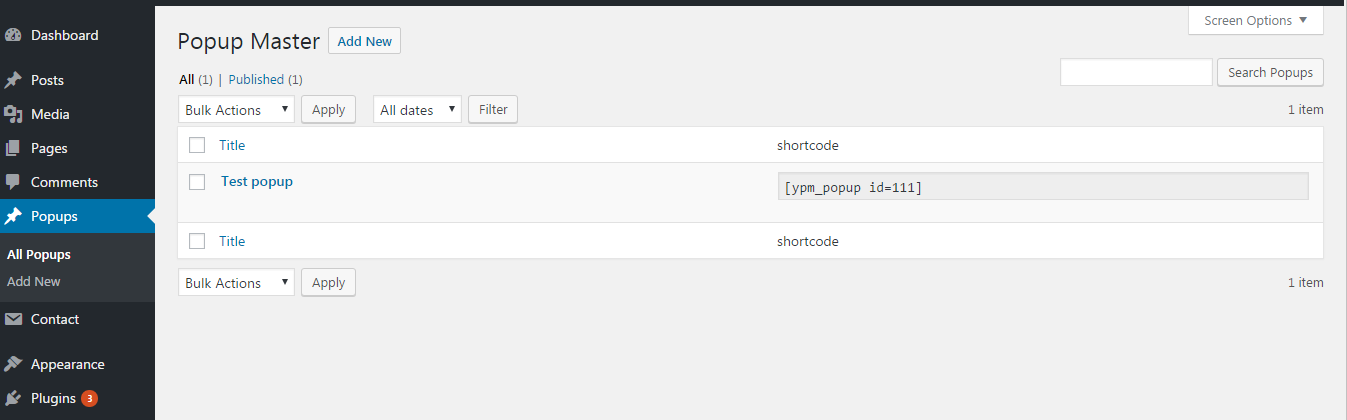 Screen Options
Dashboard
Popup Master Add New
Posts
All (1) | Published (1)
Search Popups
Media
Bulk Actions Apply All dates Filter 1 item
Pages
Title shortcode
Comments
Test popup [ypm_popup id=111]
Popups
Title shortcode
All Popups
Add New
Bulk Actions Apply 1 item
Contact
Appearance
Plugins 3